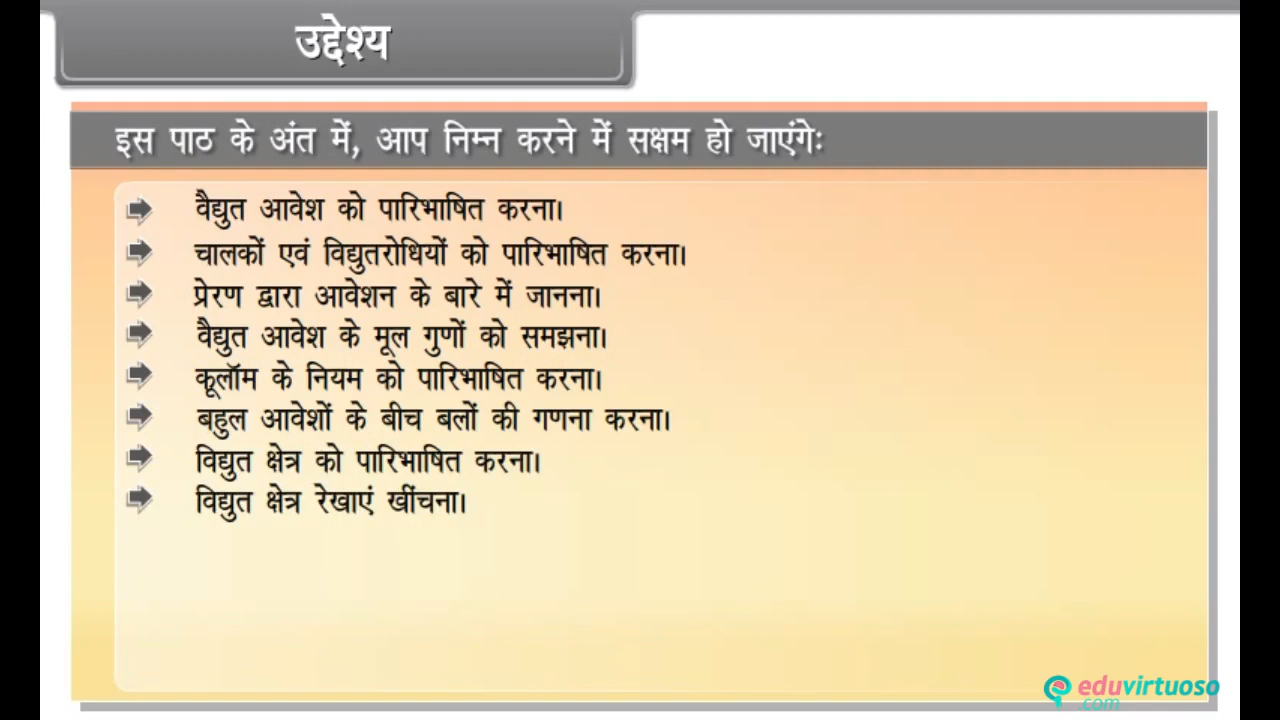 उद्देश्य
इस पाठ के अंत में, आप निम्न करने में सक्षम हो जाएंगेः
वैद्युत आवेश को पारिभाषित करना।
चालकों एवं विद्युतरोधियों को पारिभाषित करना।
प्रेरण द्वारा आवेशन के बारे में जानना।
वैद्युत आवेश के मूल गुणों को समझना।
कूलॉम के नियम को पारिभाषित करना।
बहुल आवेशों के बीच बलों की गणना करना।
विद्युत क्षेत्र को पारिभाषित करना।
विद्युत क्षेत्र रेखाएं खींचना।
eduvirtuoso
.com